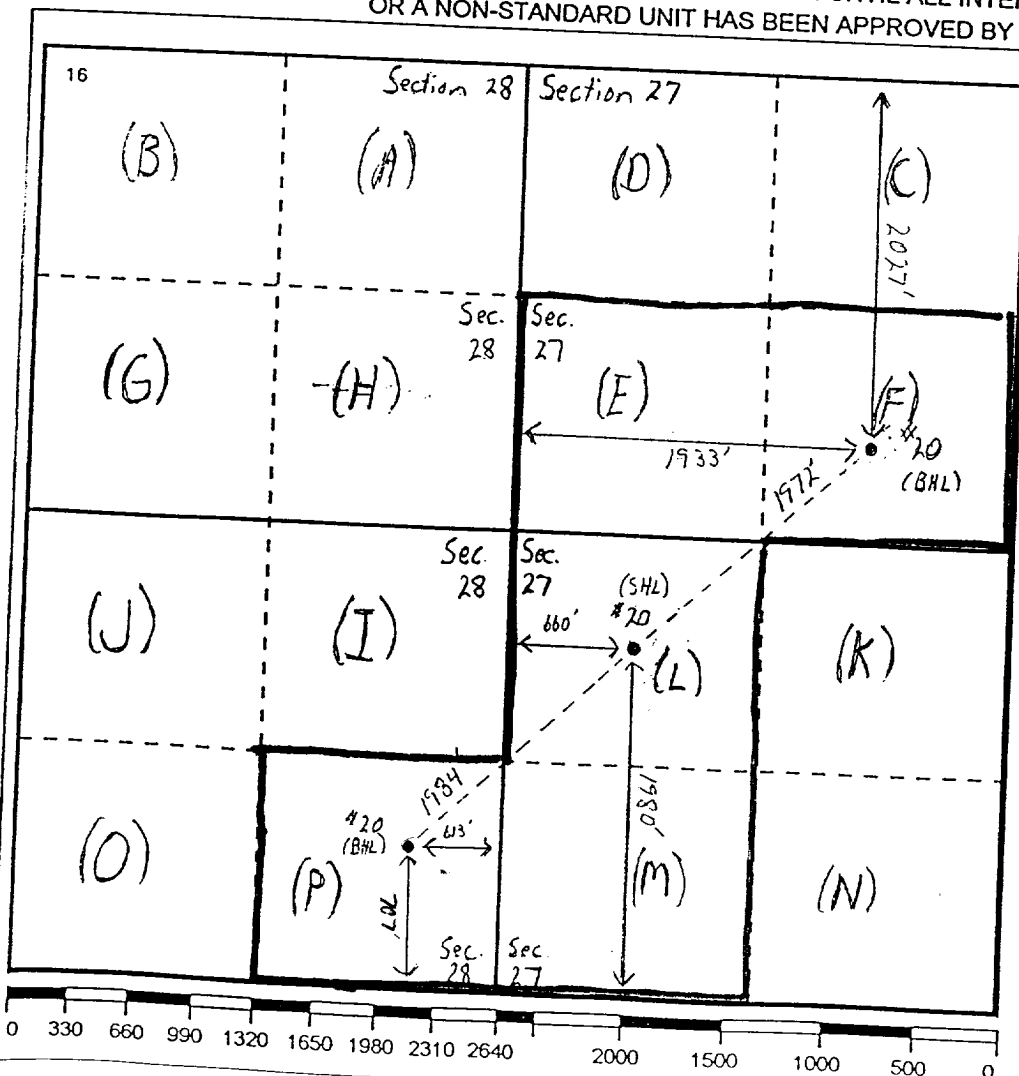 OR A NON-STANDARD UNIT HAS BEEN APPROVED BY
16
Section 28 Section 27
(B) (A) (D) (C)
2027'
Sec. 28 Sec. 27
(G) (H) (E) (F)
1933'
1972'
#20
(BHL)
Sec. 28 Sec. 27
(SHL)
#20
660'
(J) (I) (L) (K)
1984'
1980'
#20
(BHL)
613'
707'
(O) (P) (M) (N)
Sec. 28 Sec. 27
0 330 660 990 1320 1650 1980 2310 2640 2000 1500 1000 500 0